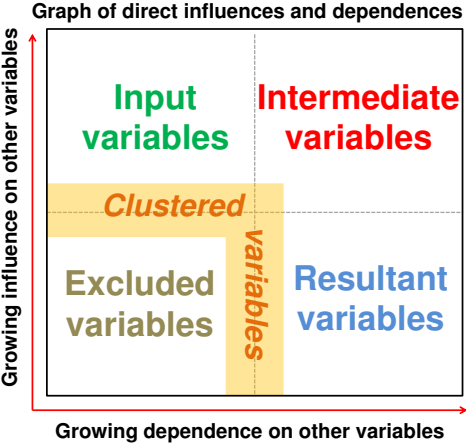 Graph of direct influences and dependences
Growing influence on other variables
Input
variables
Intermediate
variables
Clustered
variables
Excluded
variables
Resultant
variables
Growing dependence on other variables